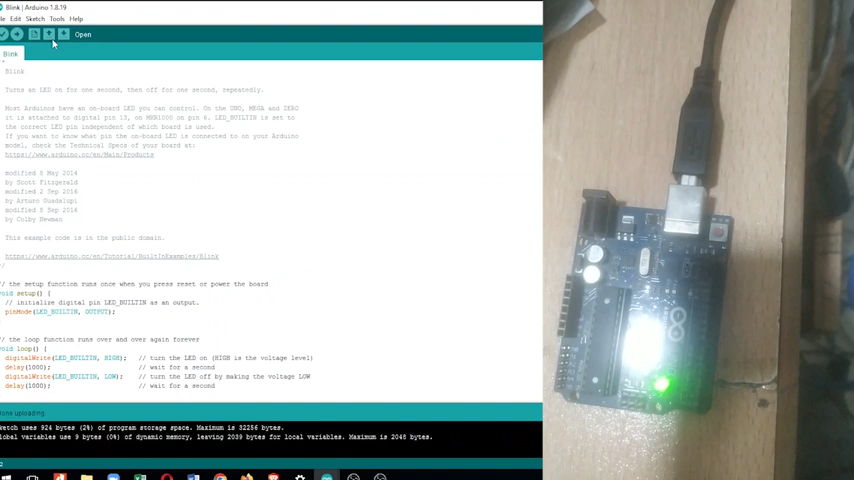 Blink | Arduino 1.8.19
Edit Sketch Tools Help
Open
Blink
Blink
Turns an LED on for one second, then off for one second, repeatedly.
Most Arduinos have an on-board LED you can control. On the UNO, MEGA and ZERO
it is attached to digital pin 13, on MKR1000 on pin 6. LED_BUILTIN is set to
the correct LED pin independent of which board is used.
If you want to know what pin the on-board LED is connected to on your Arduino
model, check the Technical Specs of your board at:
https://www.arduino.cc/en/Main/Products
modified 8 May 2014
by Scott Fitzgerald
modified 2 Sep 2016
by Arturo Guadalupi
modified 8 Sep 2016
by Colby Newman
This example code is in the public domain.
https://www.arduino.cc/en/Tutorial/BuiltInExamples/Blink
*/
// the setup function runs once when you press reset or power the board
void setup() {
// initialize digital pin LED_BUILTIN as an output.
pinMode(LED_BUILTIN, OUTPUT);
// the loop function runs over and over again forever
void loop() {
digitalWrite(LED_BUILTIN, HIGH); // turn the LED on (HIGH is the voltage level)
delay(1000); // wait for a second
digitalWrite(LED_BUILTIN, LOW); // turn the LED off by making the voltage LOW
delay(1000); // wait for a second
Done uploading.
Sketch uses 924 bytes (2%) of program storage space. Maximum is 32256 bytes.
Global variables use 9 bytes (0%) of dynamic memory, leaving 2039 bytes for local variables. Maximum is 2048 bytes.